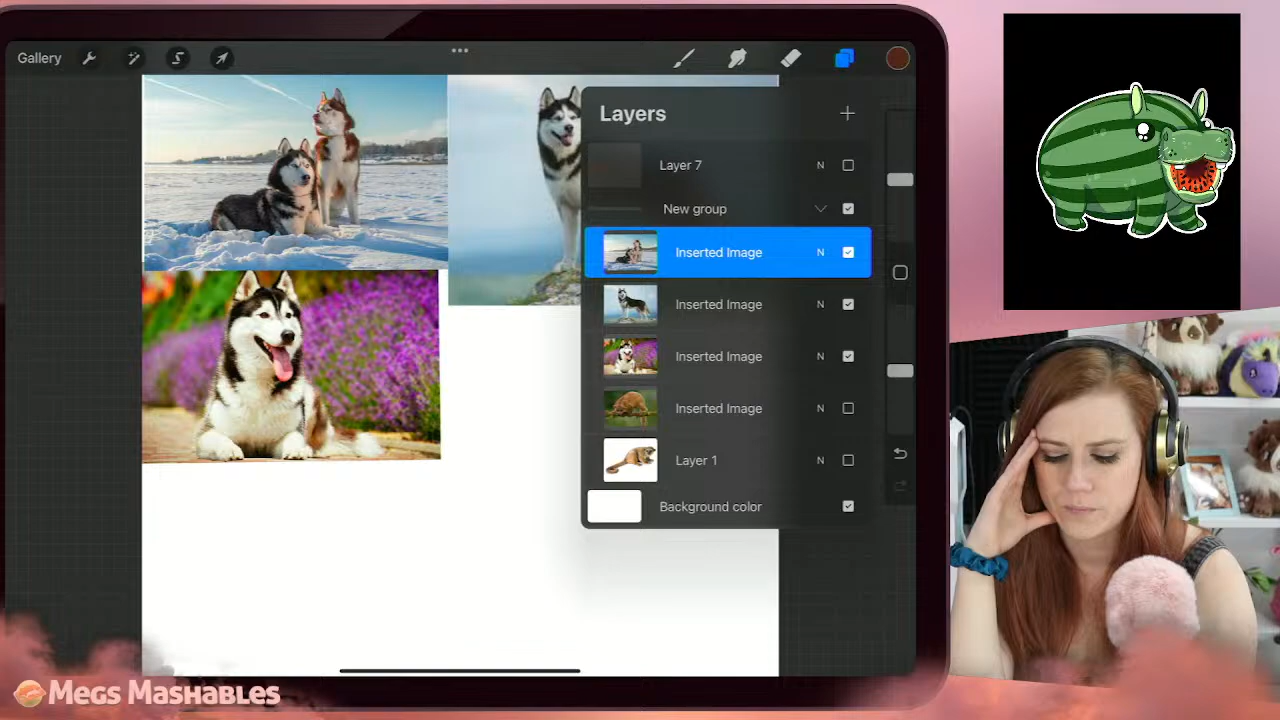 Gallery
Layers
Layer 7 N
New group
Inserted Image N
Inserted Image N
Inserted Image N
Inserted Image N
Layer 1 N
Background color
Megs Mashables